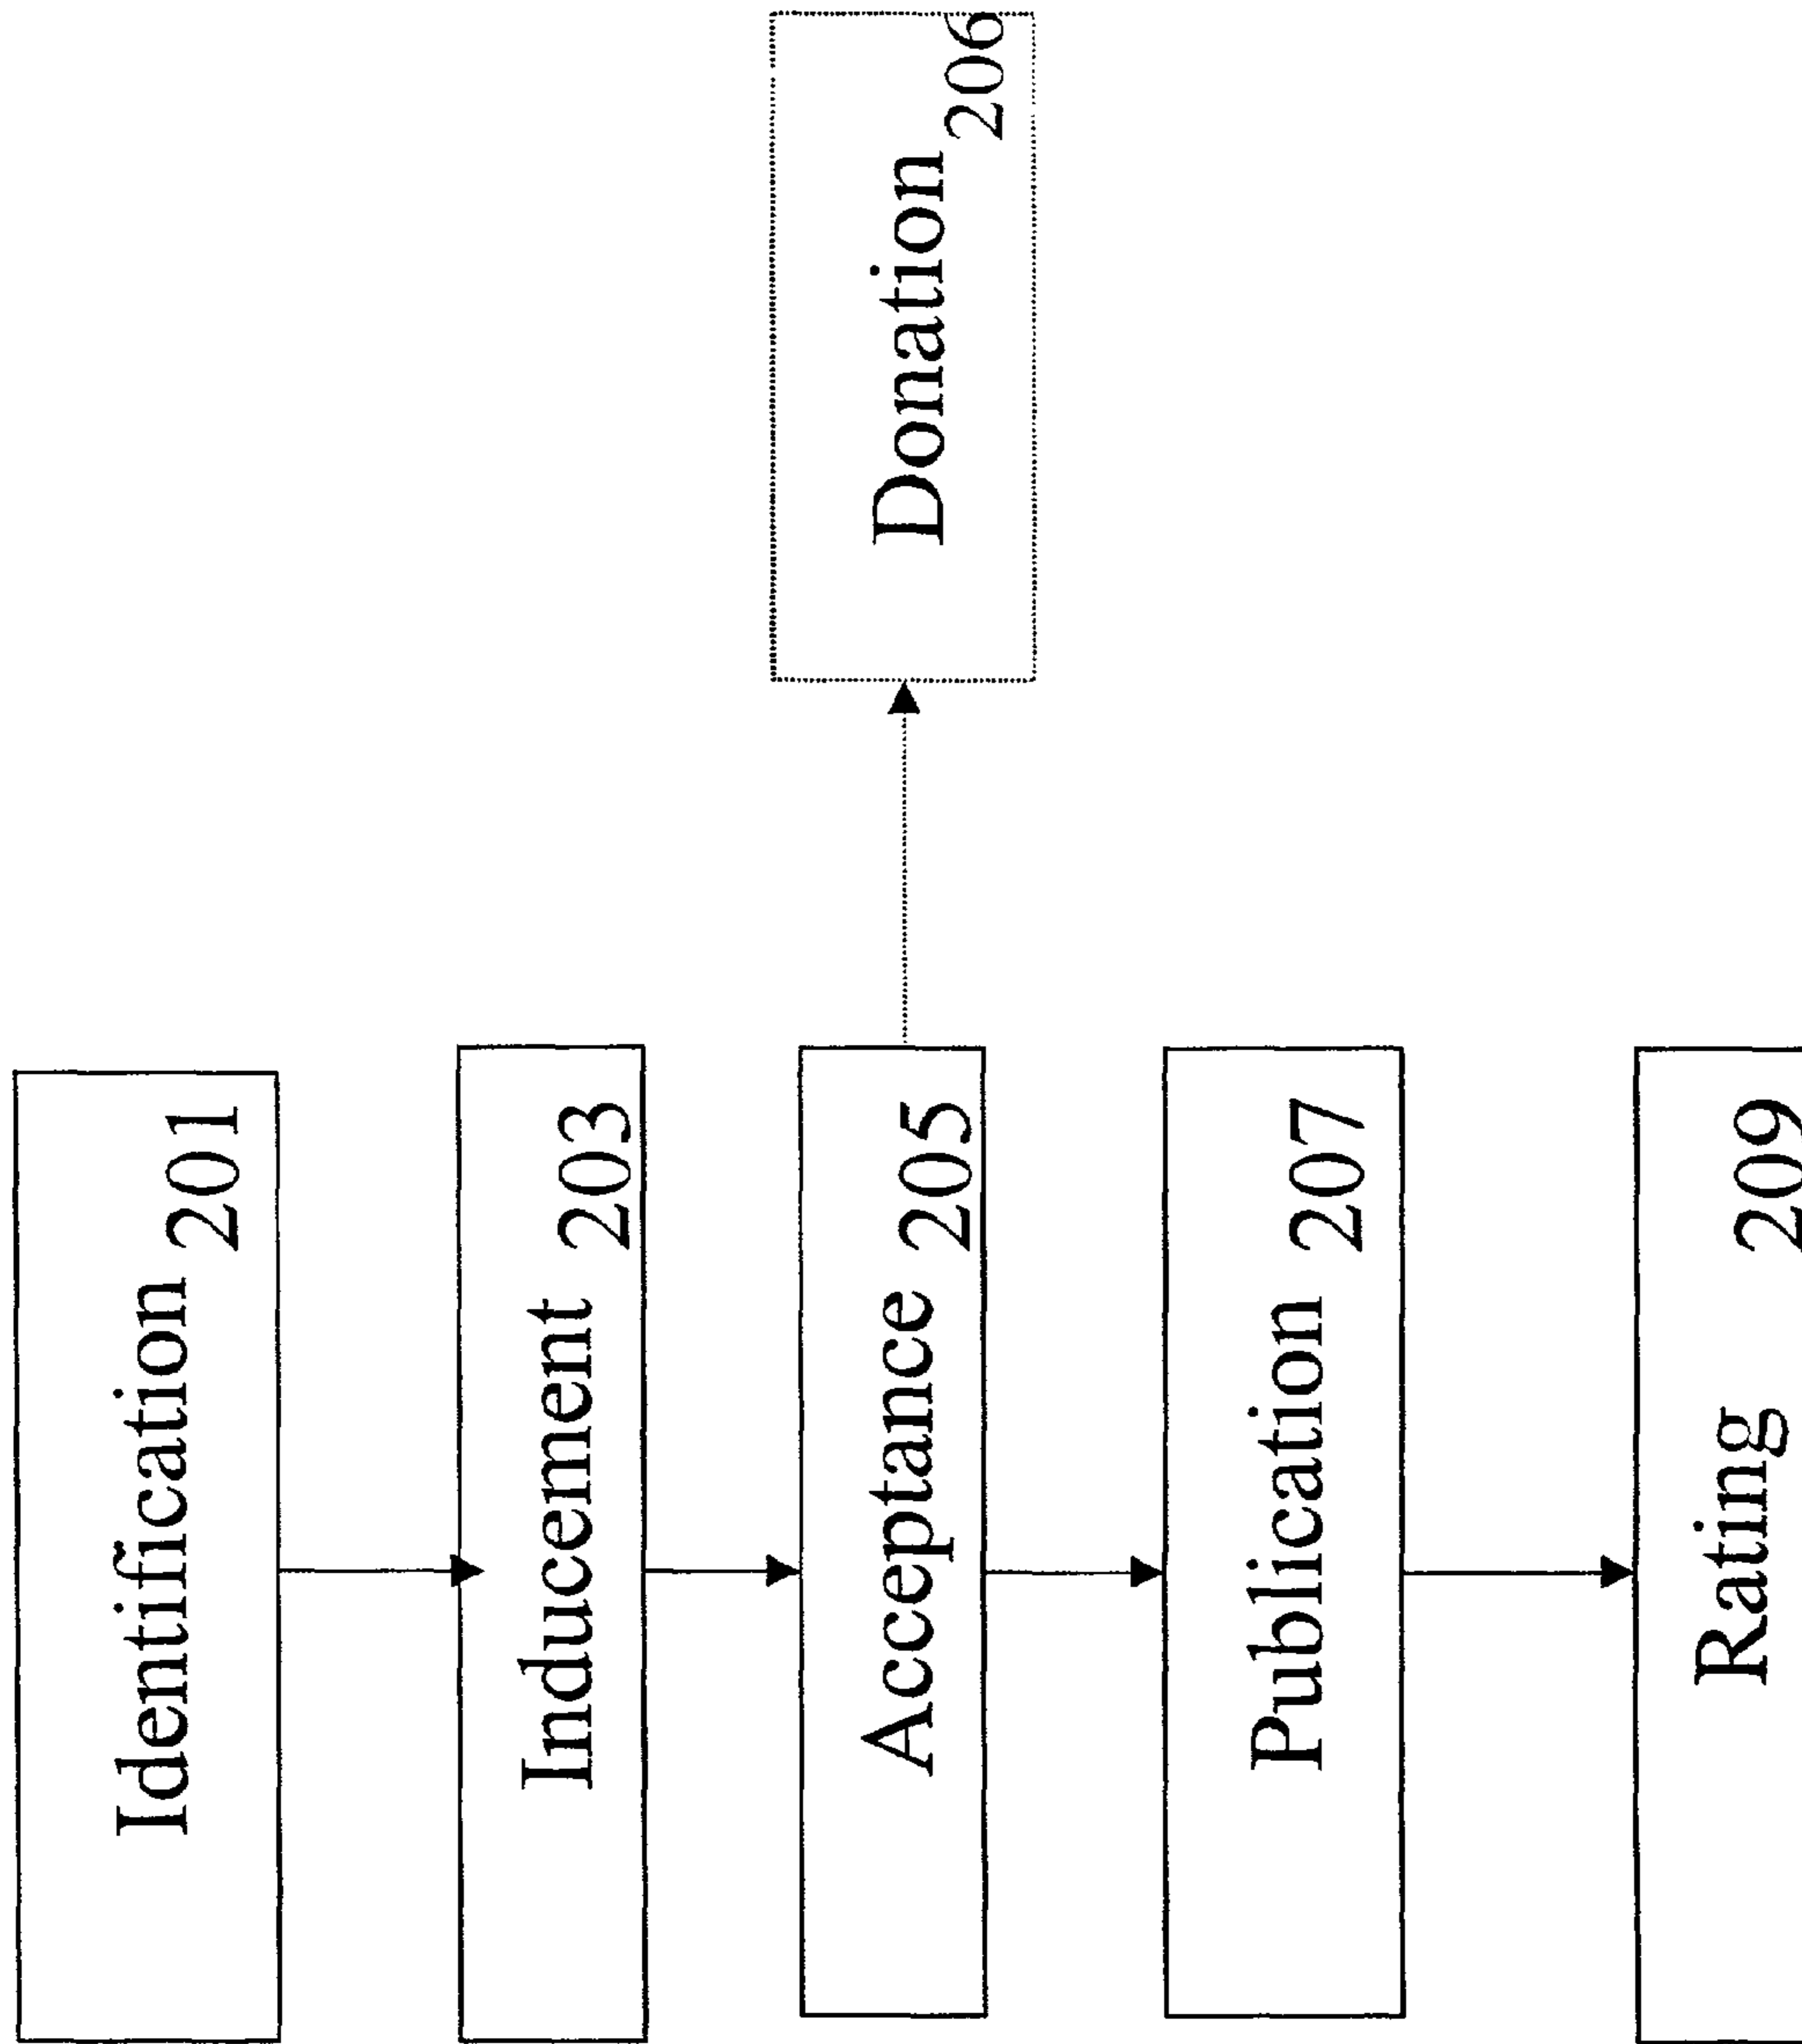 Identification 201
Inducement 203
Acceptance 205
Donation 206
Publication 207
Rating 209